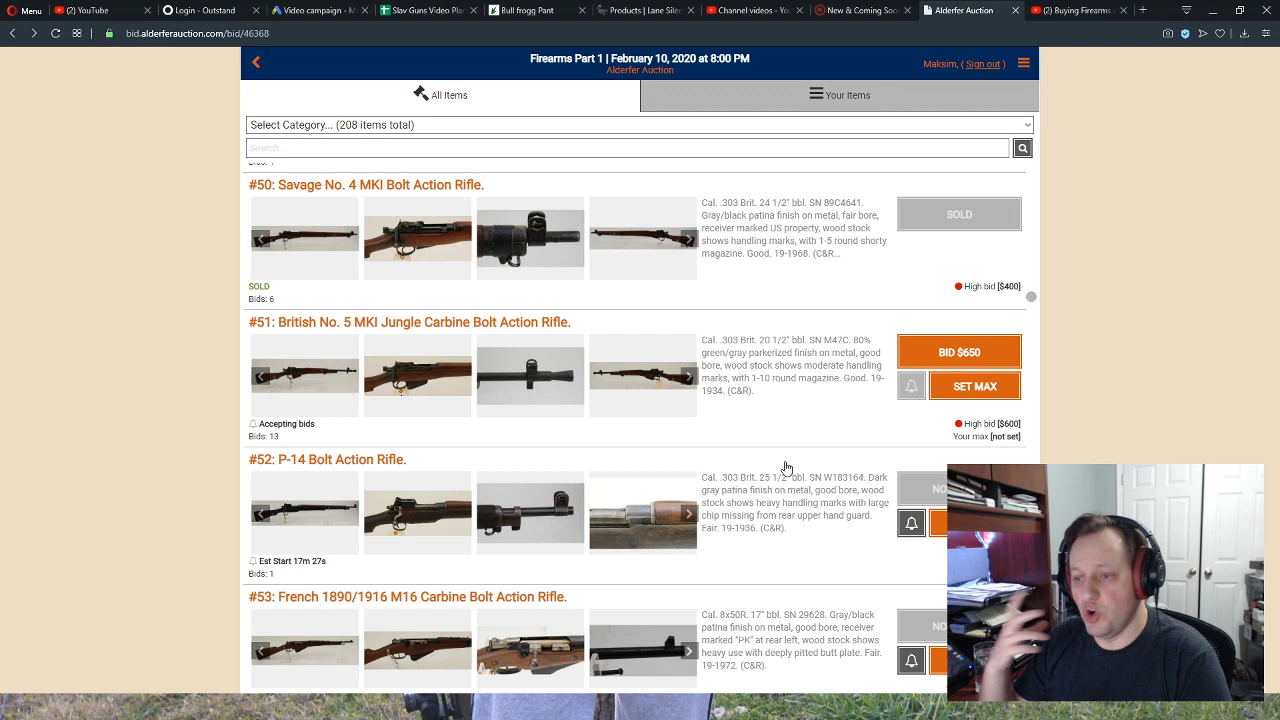 Menu
(2) YouTube
Login - Outstand
Video campaign - M
Slav Guns Video Plan
Bull frogg Pant
Products | Lane Silen
Channel videos - Yo
New & Coming Soo
Alderfer Auction
(2) Buying Firearms
bid.alderferauction.com/bid/46368
Firearms Part 1 | February 10, 2020 at 8:00 PM
Alderfer Auction
Maksim, ( Sign out )
All Items
Your Items
Select Category... (208 items total)
Search...
#50: Savage No. 4 MKI Bolt Action Rifle.
Cal. .303 Brit. 24 1/2" bbl. SN 89C4641.
Gray/black patina finish on metal, fair bore,
receiver marked US property, wood stock
shows handling marks, with 1-5 round shorty
magazine. Good. 19-1968. (C&R...
SOLD
SOLD
Bids: 6
High bid [$400]
#51: British No. 5 MKI Jungle Carbine Bolt Action Rifle.
Cal. .303 Brit. 20 1/2" bbl. SN M47C. 80%
green/gray parkerized finish on metal, good
bore, wood stock shows moderate handling
marks, with 1-10 round magazine. Good. 19-
1934. (C&R).
BID $650
SET MAX
Accepting bids
Bids: 13
High bid [$600]
Your max [not set]
#52: P-14 Bolt Action Rifle.
Cal. .303 Brit. 25 1/2" bbl. SN W183164. Dark
gray patina finish on metal, good bore, wood
stock shows heavy handling marks with large
chip missing from rear upper hand guard.
Fair. 19-1936. (C&R).
NO
Est Start 17m 27s
Bids: 1
#53: French 1890/1916 M16 Carbine Bolt Action Rifle.
Cal. 8x50R. 17" bbl. SN 29628. Gray/black
patina finish on metal, good bore, receiver
marked "PK" at rear left, wood stock shows
heavy use with deeply pitted butt plate. Fair.
19-1972. (C&R).
NO